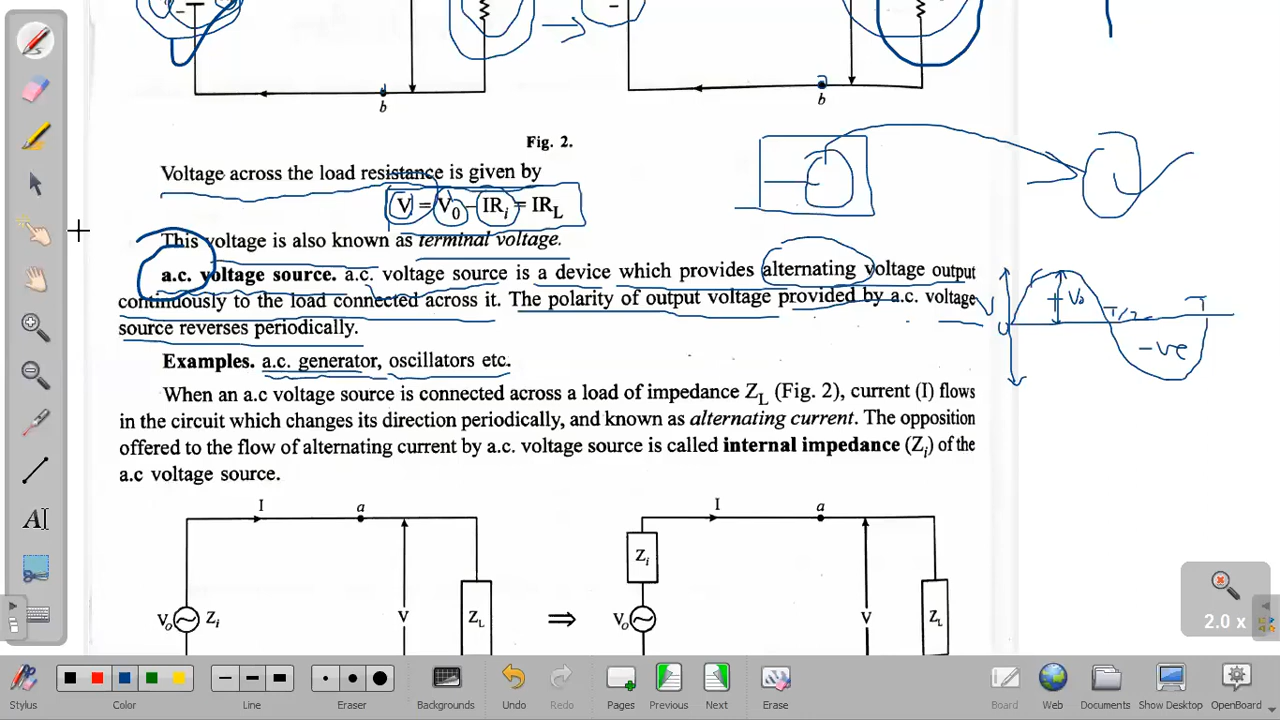 b
b
Fig. 2.
Voltage across the load resistance is given by
V = V₀ − IRᵢ = IR_L
This voltage is also known as terminal voltage.
a.c. voltage source. a.c. voltage source is a device which provides alternating voltage output
continuously to the load connected across it. The polarity of output voltage provided by a.c. voltage
source reverses periodically.
V₀
T/2
T
-ve
Examples. a.c. generator, oscillators etc.
When an a.c voltage source is connected across a load of impedance Z_L (Fig. 2), current (I) flows
in the circuit which changes its direction periodically, and known as alternating current. The opposition
offered to the flow of alternating current by a.c. voltage source is called internal impedance (Zᵢ) of the
a.c voltage source.
I a I a
Zᵢ
V₀ Zᵢ V Z_L ⇒ V₀ V Z_L
2.0 x
Stylus Color Line Eraser Backgrounds Undo Redo Pages Previous Next Erase Board Web Documents Show Desktop OpenBoard